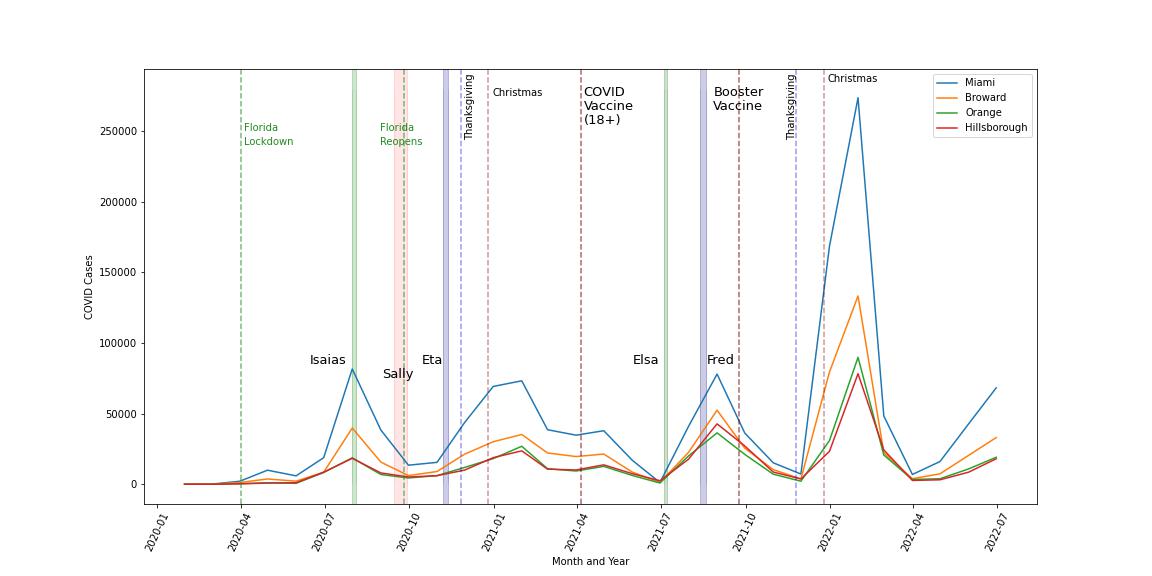 Christmas
Thanksgiving
Thanksgiving
Christmas
COVID
Vaccine
(18+)
Booster
Vaccine
Miami
Broward
Orange
Hillsborough
Florida
Lockdown
Florida
Reopens
250000
200000
150000
100000
50000
0
COVID Cases
Isaias
Sally
Eta
Elsa
Fred
2020-01
2020-04
2020-07
2020-10
2021-01
2021-04
2021-07
2021-10
2022-01
2022-04
2022-07
Month and Year